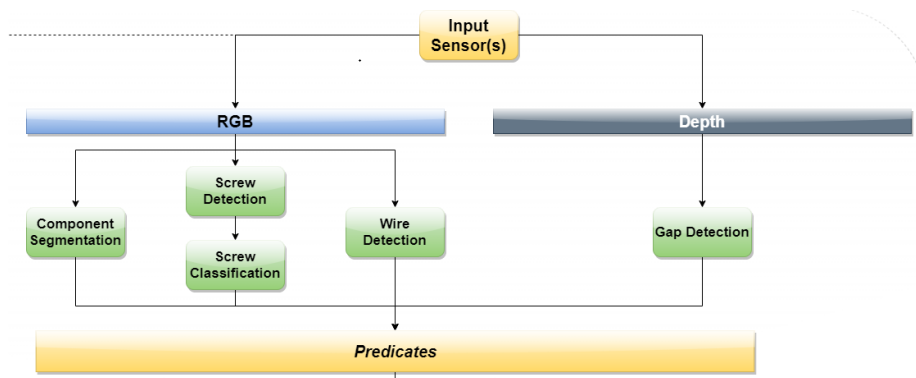 Input
Sensor(s)
RGB
Depth
Screw
Detection
Component
Segmentation
Wire
Detection
Gap Detection
Screw
Classification
Predicates